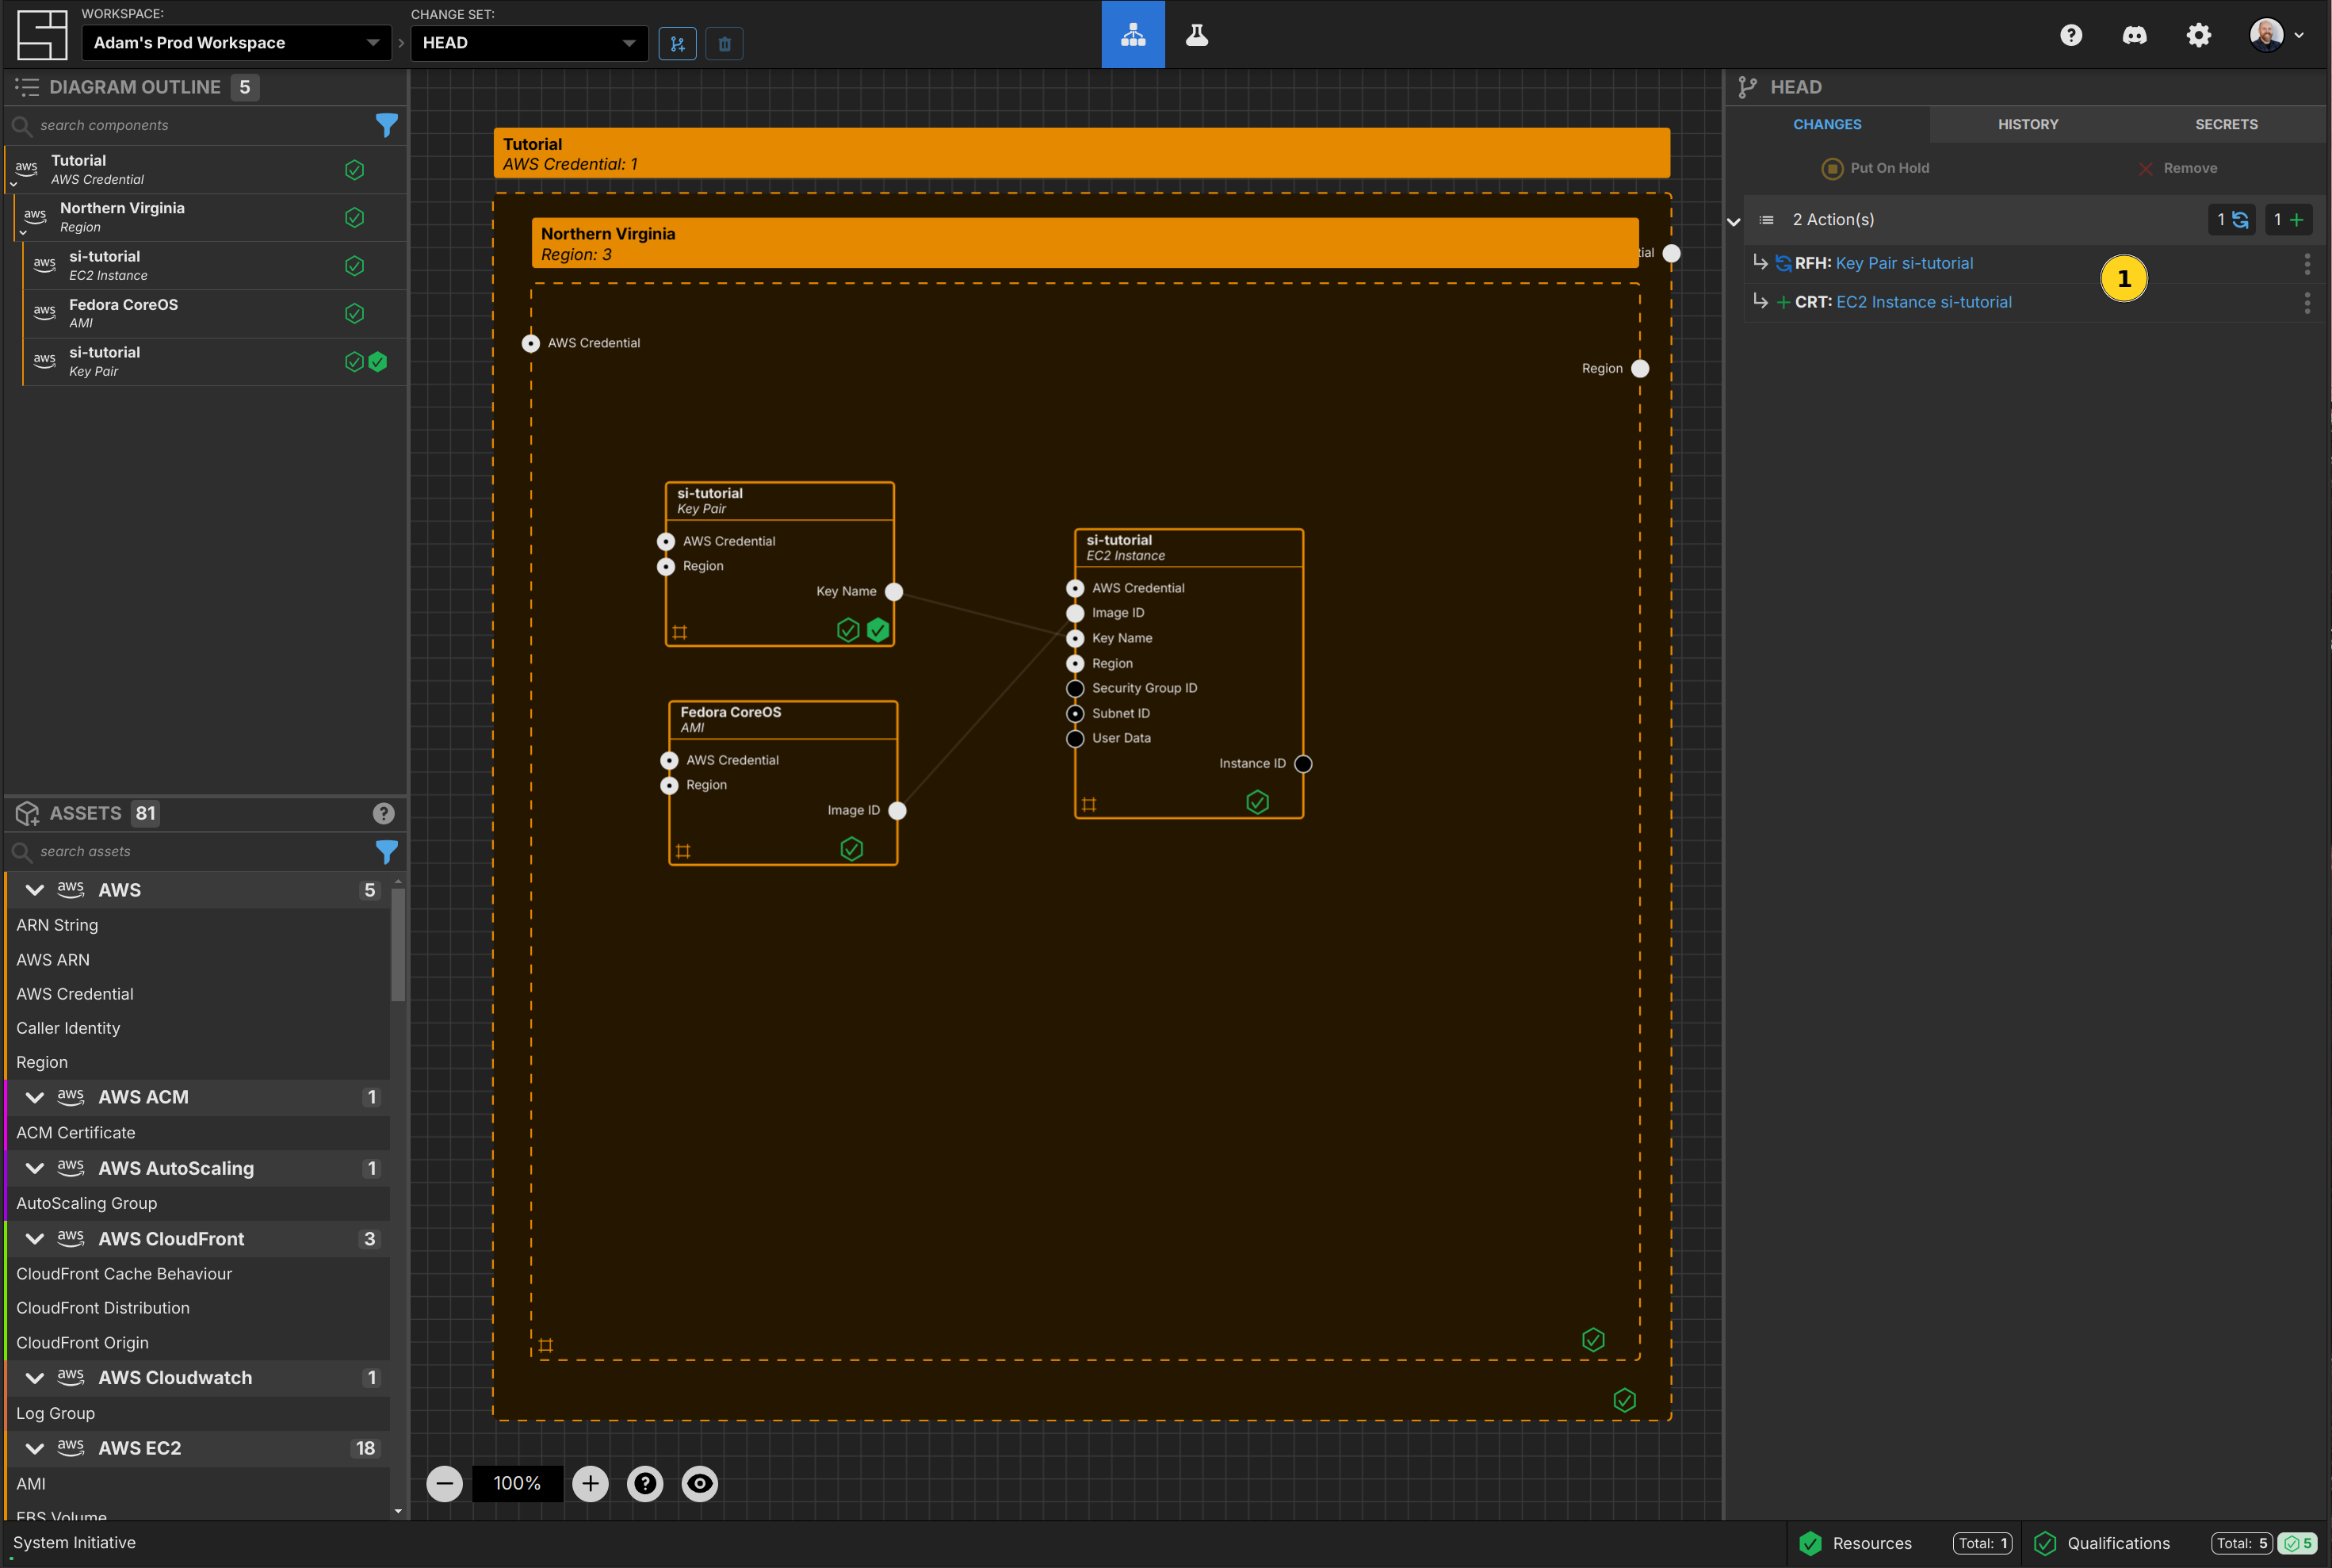 WORKSPACE:
Adam's Prod Workspace
CHANGE SET:
HEAD
DIAGRAM OUTLINE 5
search components
aws Tutorial
AWS Credential
aws Northern Virginia
Region
aws si-tutorial
EC2 Instance
aws Fedora CoreOS
AMI
aws si-tutorial
Key Pair
ASSETS 81
search assets
aws AWS 5
ARN String
AWS ARN
AWS Credential
Caller Identity
Region
aws AWS ACM 1
ACM Certificate
aws AWS AutoScaling 1
AutoScaling Group
aws AWS CloudFront 3
CloudFront Cache Behaviour
CloudFront Distribution
CloudFront Origin
aws AWS Cloudwatch 1
Log Group
aws AWS EC2 18
AMI
EBS Volume
Tutorial
AWS Credential: 1
Northern Virginia
Region: 3
ial
AWS Credential
Region
si-tutorial
Key Pair
AWS Credential
Region
Key Name
Fedora CoreOS
AMI
AWS Credential
Region
Image ID
si-tutorial
EC2 Instance
AWS Credential
Image ID
Key Name
Region
Security Group ID
Subnet ID
User Data
Instance ID
100%
HEAD
CHANGES HISTORY SECRETS
Put On Hold Remove
2 Action(s) 1 1 +
RFH: Key Pair si-tutorial
1
+ CRT: EC2 Instance si-tutorial
System Initiative
Resources Total: 1 Qualifications Total: 5 5